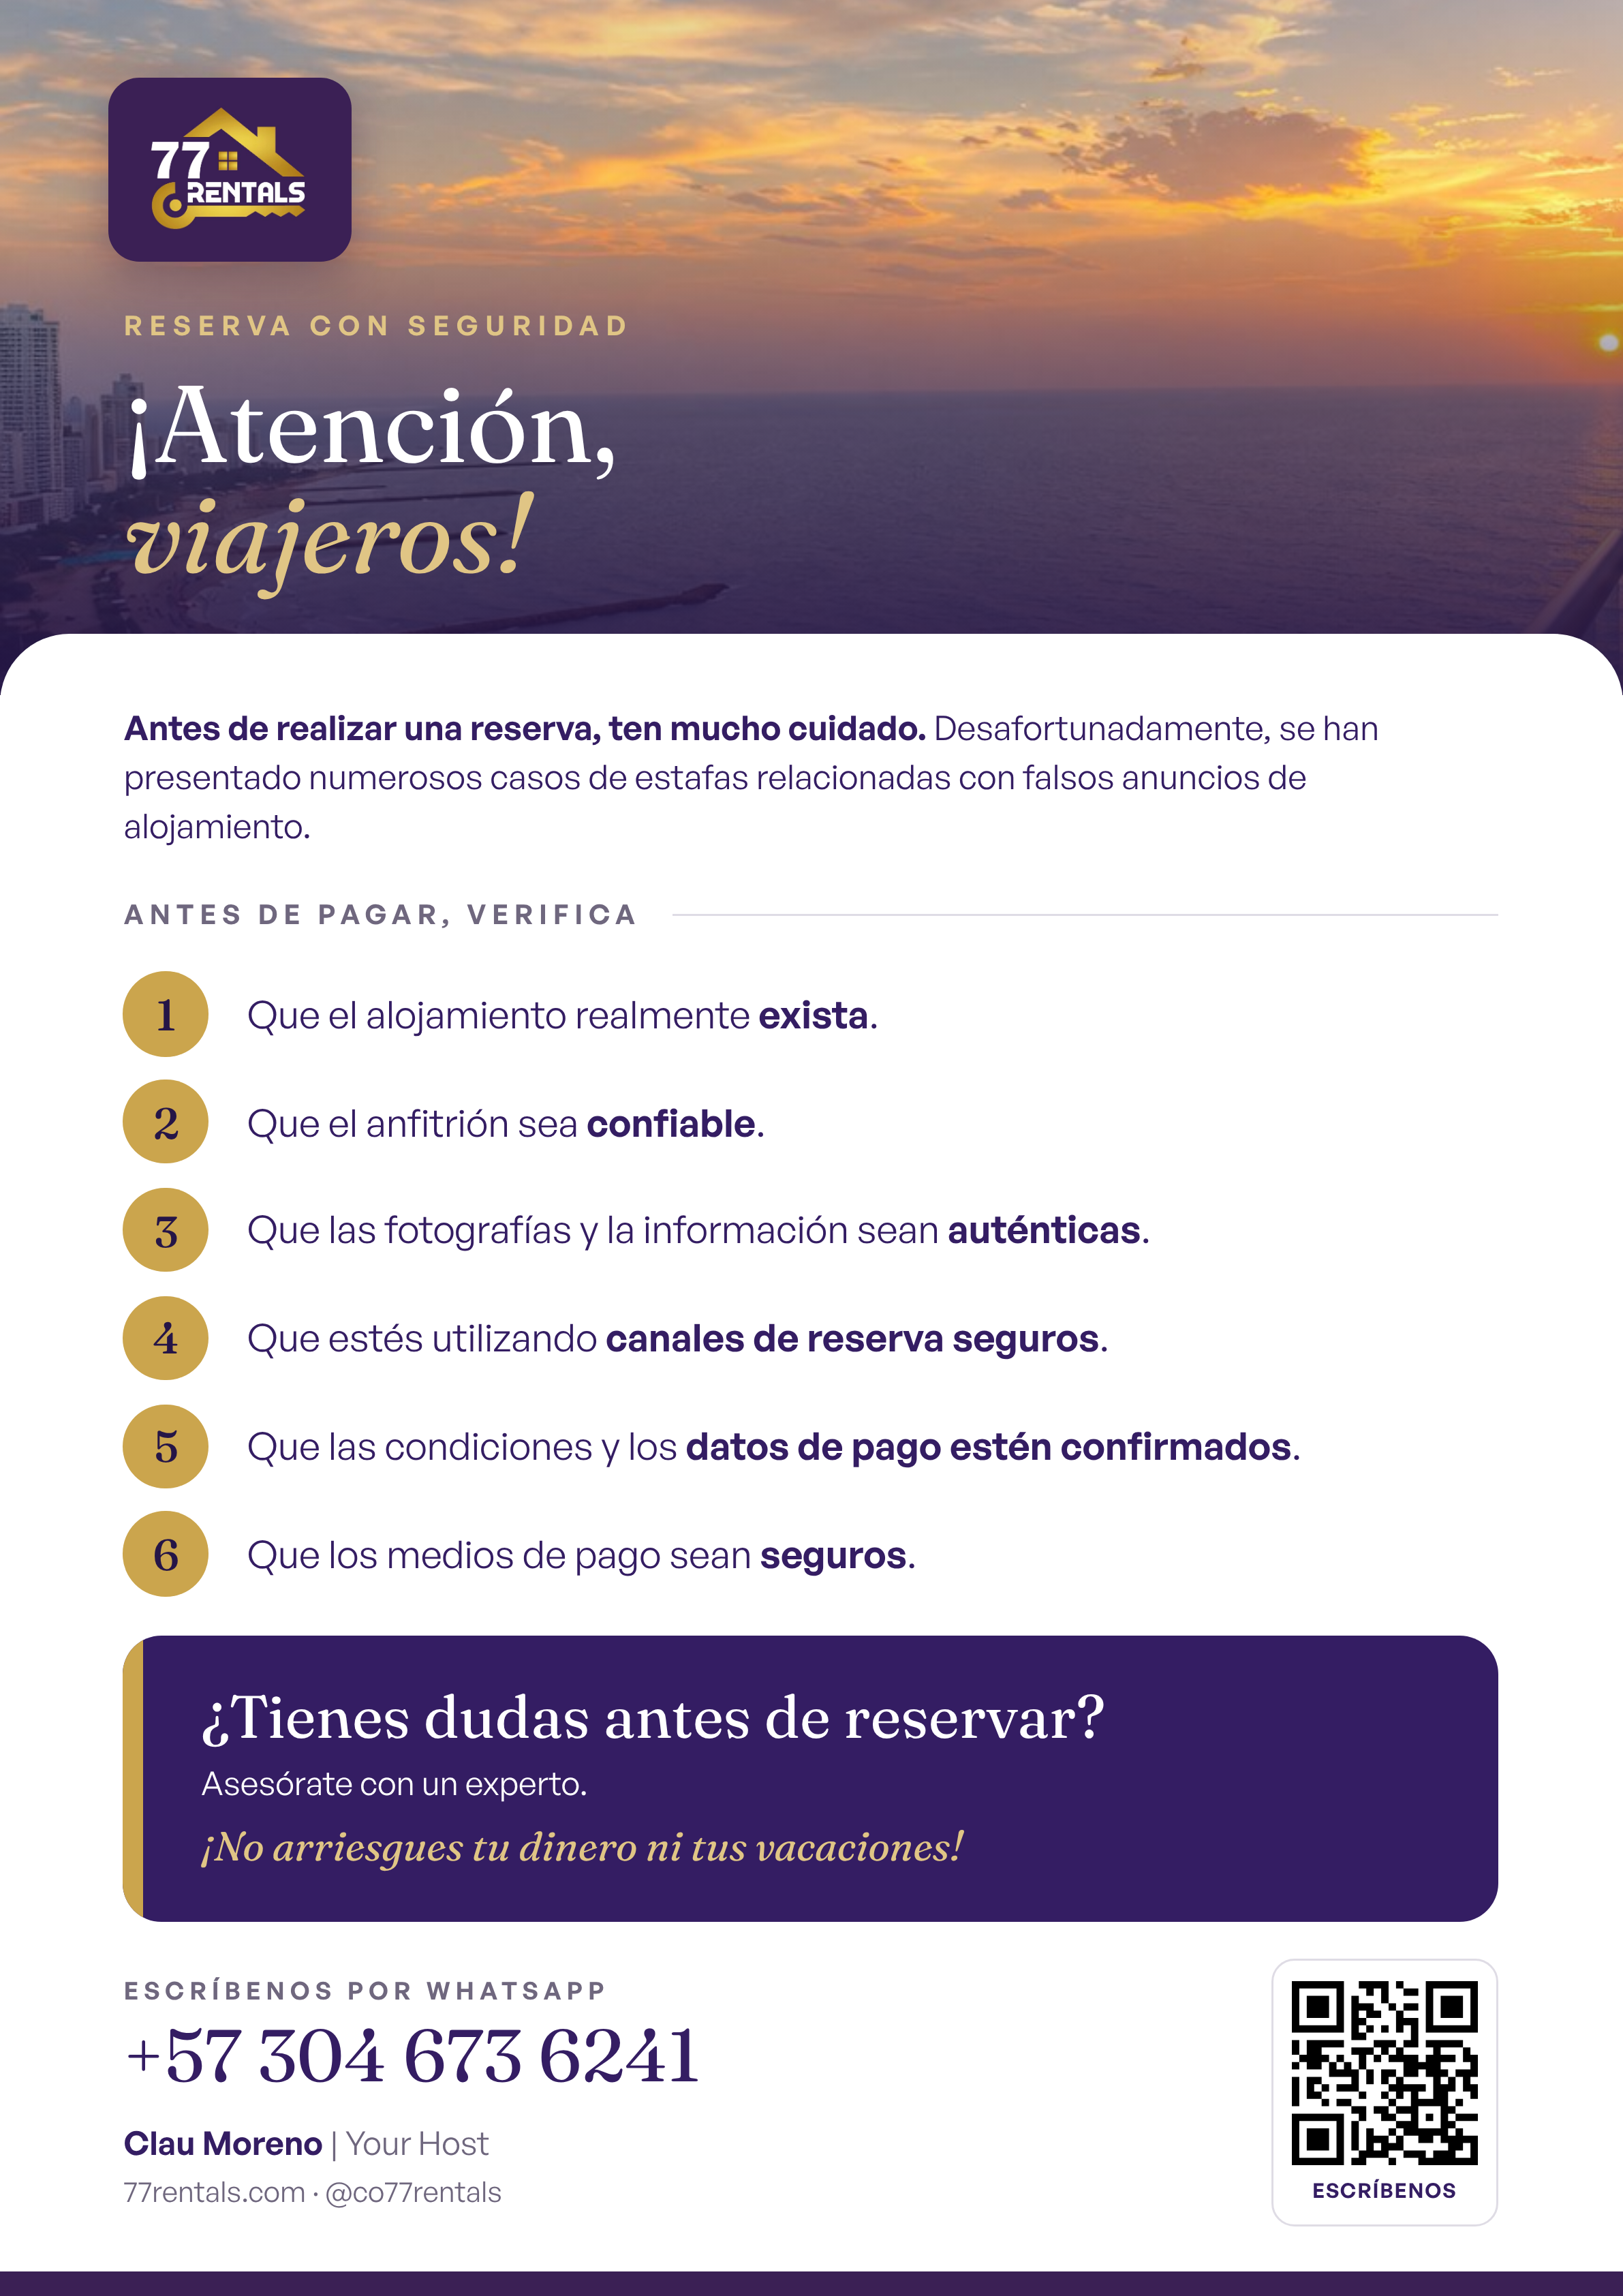 77
RENTALS
RESERVA CON SEGURIDAD
¡Atención,
viajeros!
Antes de realizar una reserva, ten mucho cuidado. Desafortunadamente, se han
presentado numerosos casos de estafas relacionadas con falsos anuncios de
alojamiento.
ANTES DE PAGAR, VERIFICA
1 Que el alojamiento realmente exista.
2 Que el anfitrión sea confiable.
3 Que las fotografías y la información sean auténticas.
4 Que estés utilizando canales de reserva seguros.
5 Que las condiciones y los datos de pago estén confirmados.
6 Que los medios de pago sean seguros.
¿Tienes dudas antes de reservar?
Asesórate con un experto.
¡No arriesgues tu dinero ni tus vacaciones!
ESCRÍBENOS POR WHATSAPP
+57 304 673 6241
Clau Moreno | Your Host
77rentals.com · @co77rentals
ESCRÍBENOS